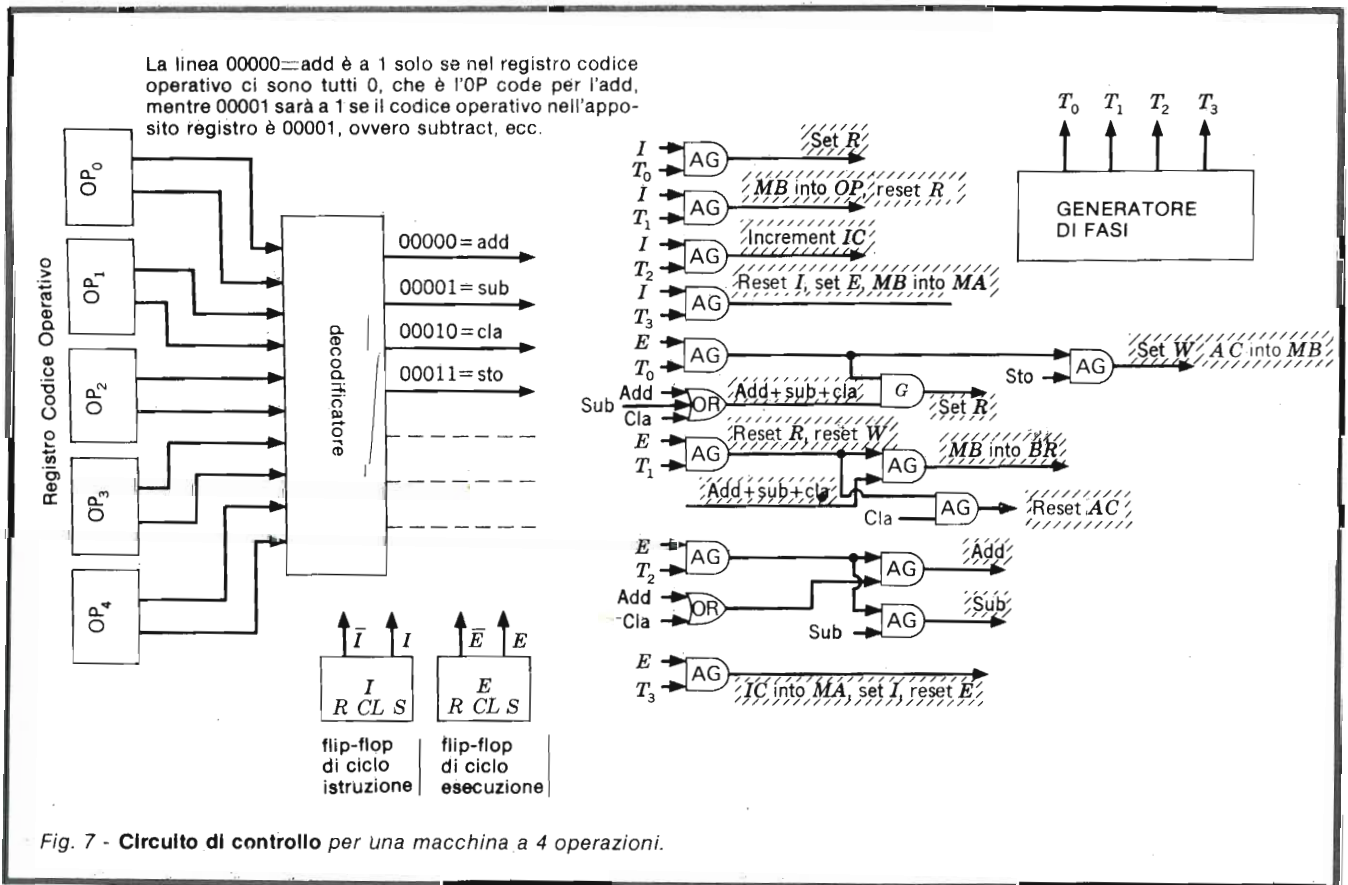 La linea 00000=add è a 1 solo se nel registro codice
operativo ci sono tutti 0, che è l'OP code per l'add,
mentre 00001 sarà a 1 se il codice operativo nell'appo-
sito registro è 00001, ovvero subtract, ecc.
Registro Codice Operativo
OP0
OP1
OP2
OP3
OP4
decodificatore
00000=add
00001=sub
00010=cla
00011=sto
I̅ I
I
R CL S
flip-flop
di ciclo
istruzione
E̅ E
E
R CL S
flip-flop
di ciclo
esecuzione
I
T0
AG
Set R
I
T1
AG
MB into OP, reset R
I
T2
AG
Increment IC
I
T3
AG
Reset I, set E, MB into MA
E
T0
AG
Sto
AG
Set W AC into MB
Add
Sub
Cla
OR
Add+sub+cla
G
Set R
E
T1
AG
Reset R, reset W
AG
MB into BR
Add+sub+cla
Cla
AG
Reset AC
E
T2
AG
AG
Add
Add
Cla
OR
Sub
AG
Sub
E
T3
AG
IC into MA, set I, reset E
T0 T1 T2 T3
GENERATORE
DI FASI
Fig. 7 - Circuito di controllo per una macchina a 4 operazioni.